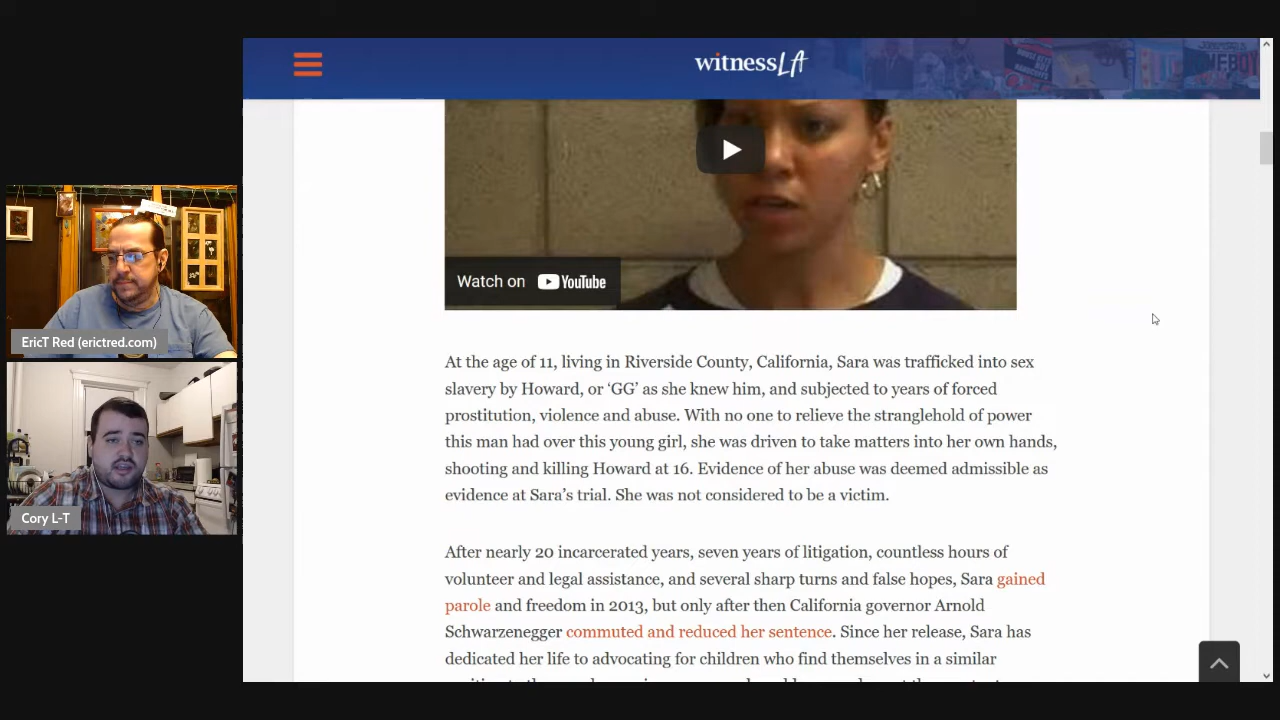 witnessLA
Watch on YouTube
EricT Red (erictred.com)
Cory L-T
At the age of 11, living in Riverside County, California, Sara was trafficked into sex
slavery by Howard, or ‘GG’ as she knew him, and subjected to years of forced
prostitution, violence and abuse. With no one to relieve the stranglehold of power
this man had over this young girl, she was driven to take matters into her own hands,
shooting and killing Howard at 16. Evidence of her abuse was deemed admissible as
evidence at Sara’s trial. She was not considered to be a victim.
After nearly 20 incarcerated years, seven years of litigation, countless hours of
volunteer and legal assistance, and several sharp turns and false hopes, Sara gained
parole and freedom in 2013, but only after then California governor Arnold
Schwarzenegger commuted and reduced her sentence. Since her release, Sara has
dedicated her life to advocating for children who find themselves in a similar